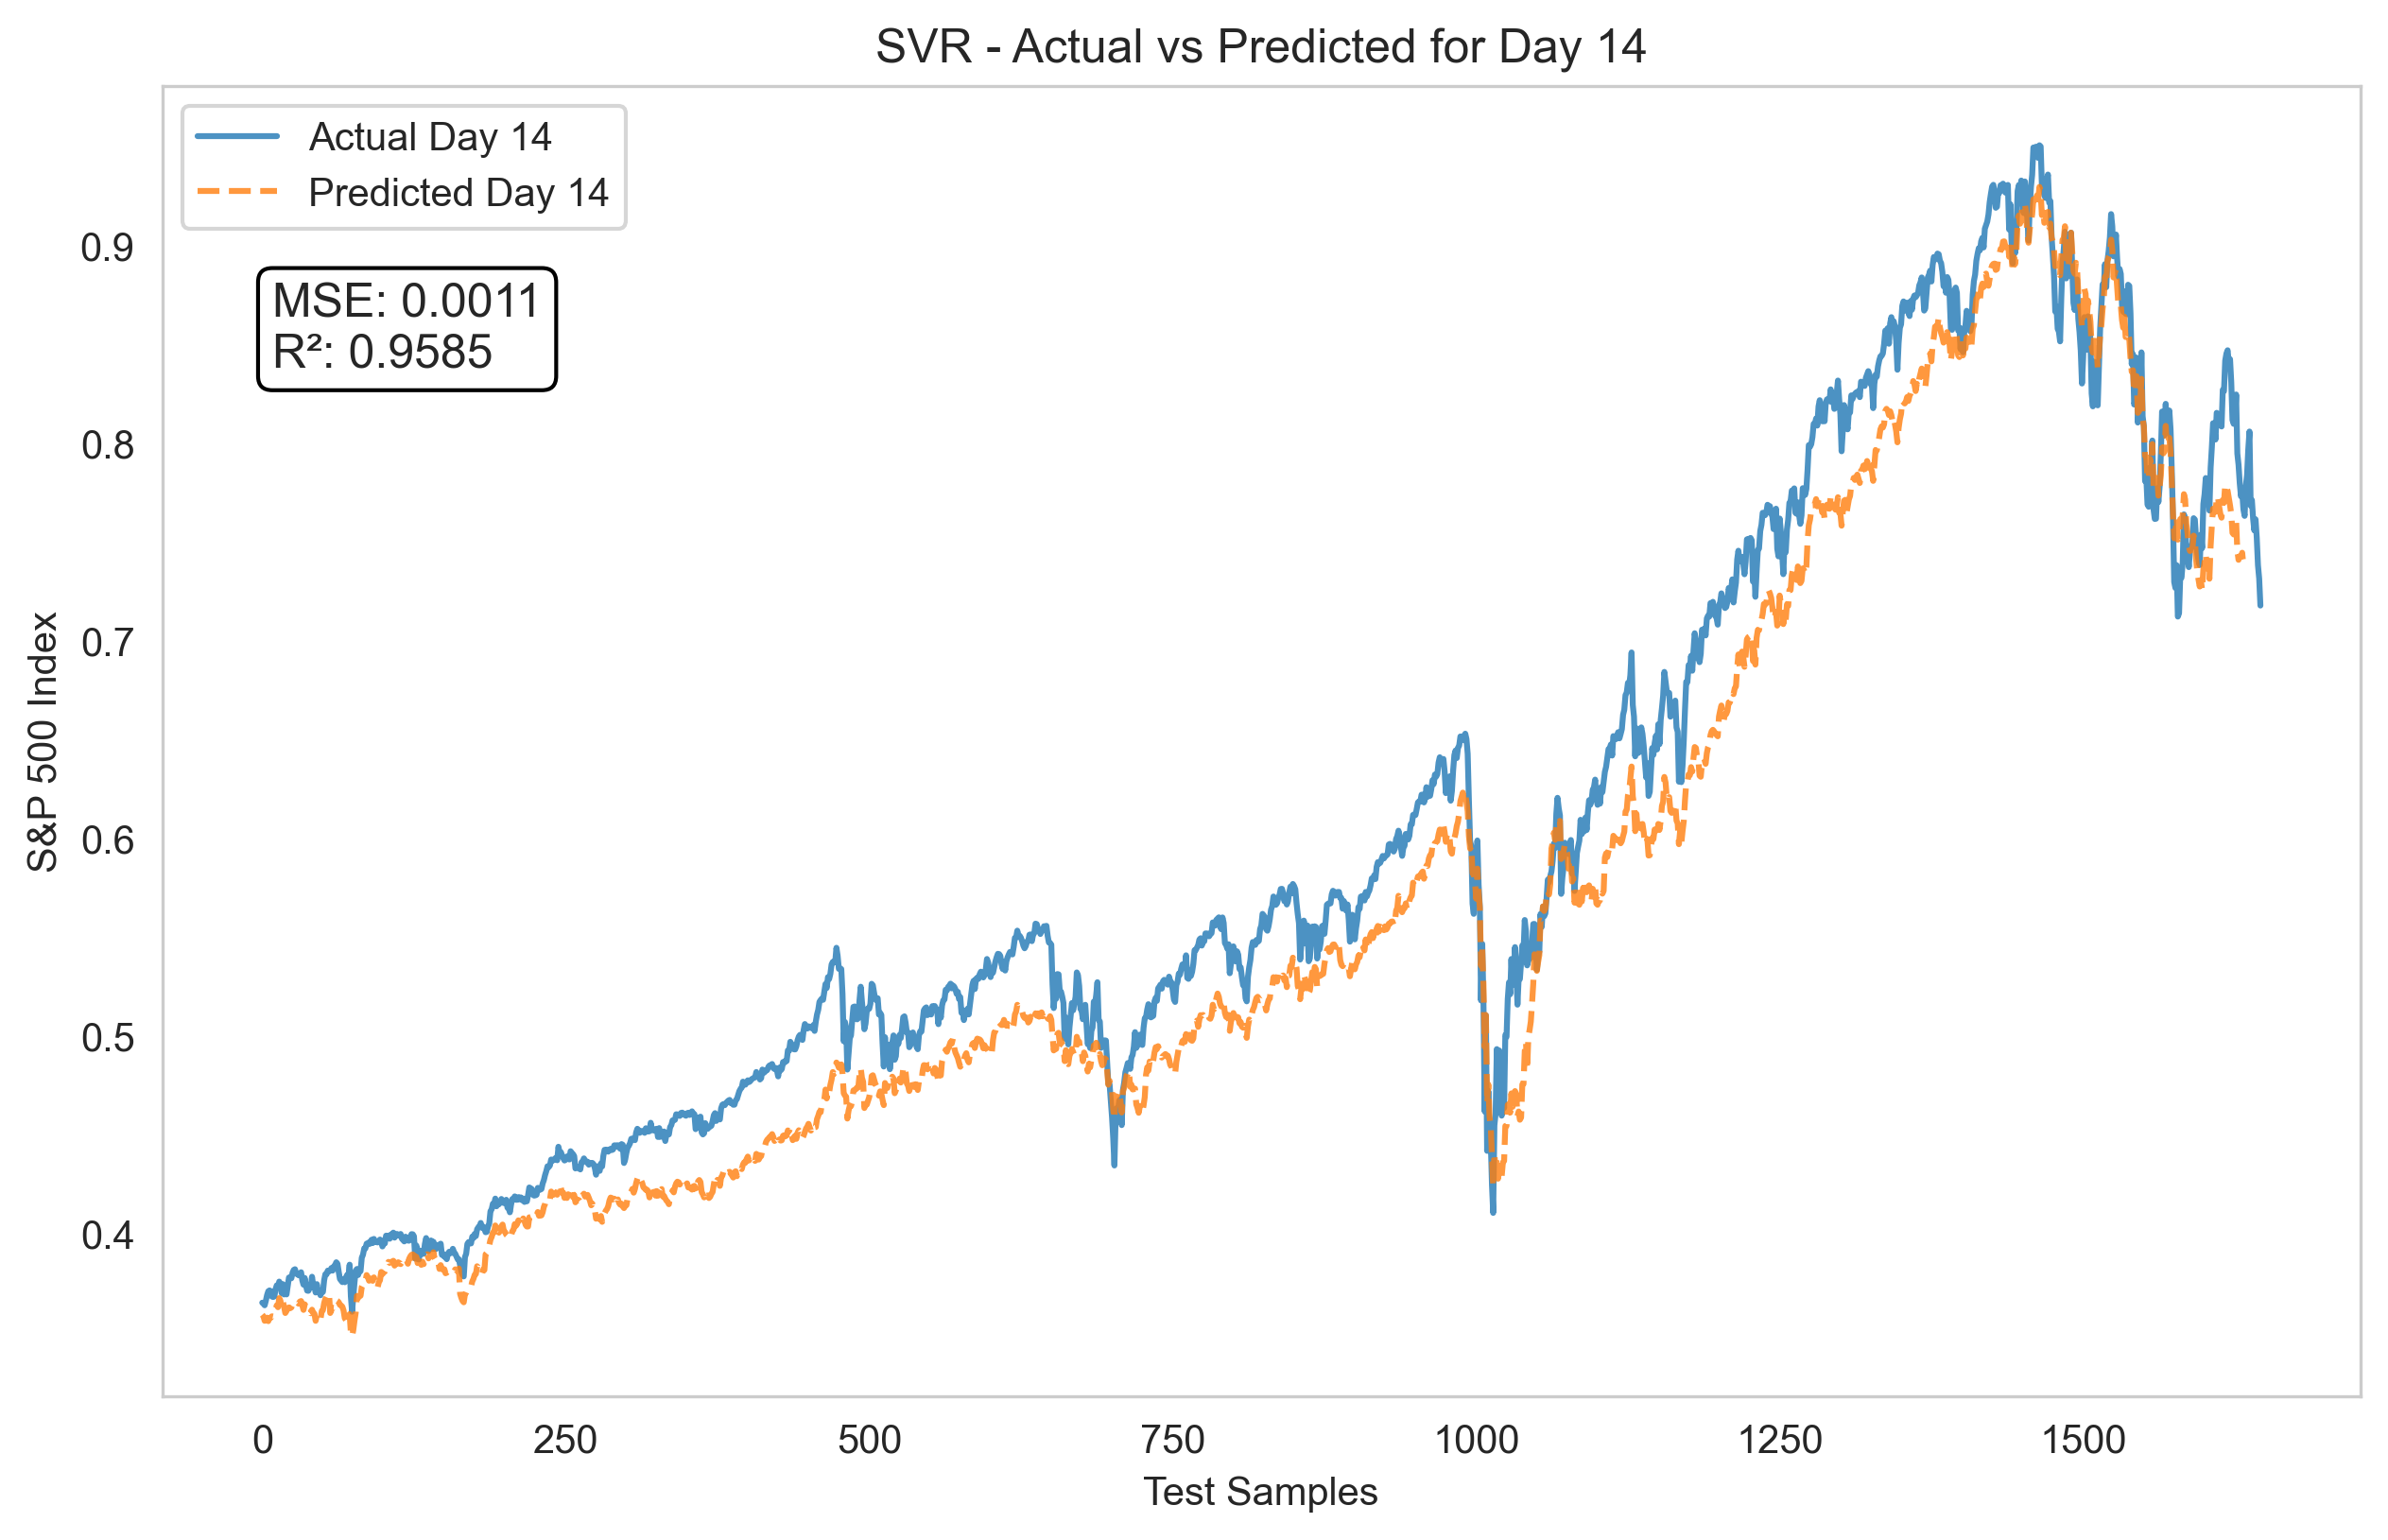 SVR - Actual vs Predicted for Day 14
Actual Day 14
Predicted Day 14
MSE: 0.0011
R²: 0.9585
S&P 500 Index
0.9
0.8
0.7
0.6
0.5
0.4
0 250 500 750 1000 1250 1500
Test Samples